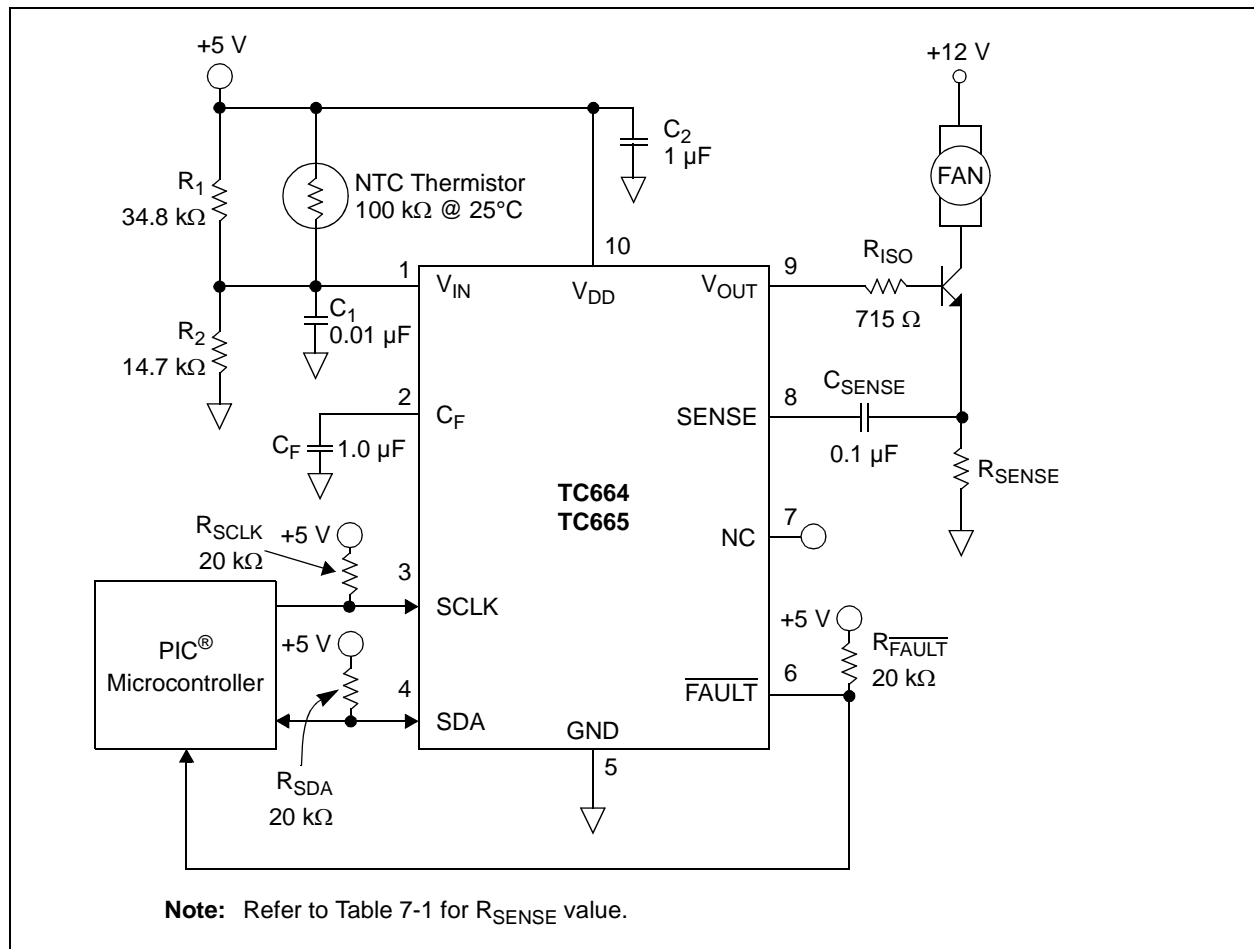 +5 V
+12 V
C2
1 µF
FAN
R1
34.8 kΩ
NTC Thermistor
100 kΩ @ 25°C
10
RISO
715 Ω
1
VIN
VDD
VOUT
9
C1
0.01 µF
R2
14.7 kΩ
2
CF
CF
1.0 µF
SENSE
8
CSENSE
0.1 µF
RSENSE
TC664
TC665
NC
7
RSCLK
20 kΩ
+5 V
3
SCLK
PIC®
Microcontroller
+5 V
4
SDA
RSDA
20 kΩ
GND
5
FAULT
6
+5 V
RFAULT
20 kΩ
Note: Refer to Table 7-1 for RSENSE value.